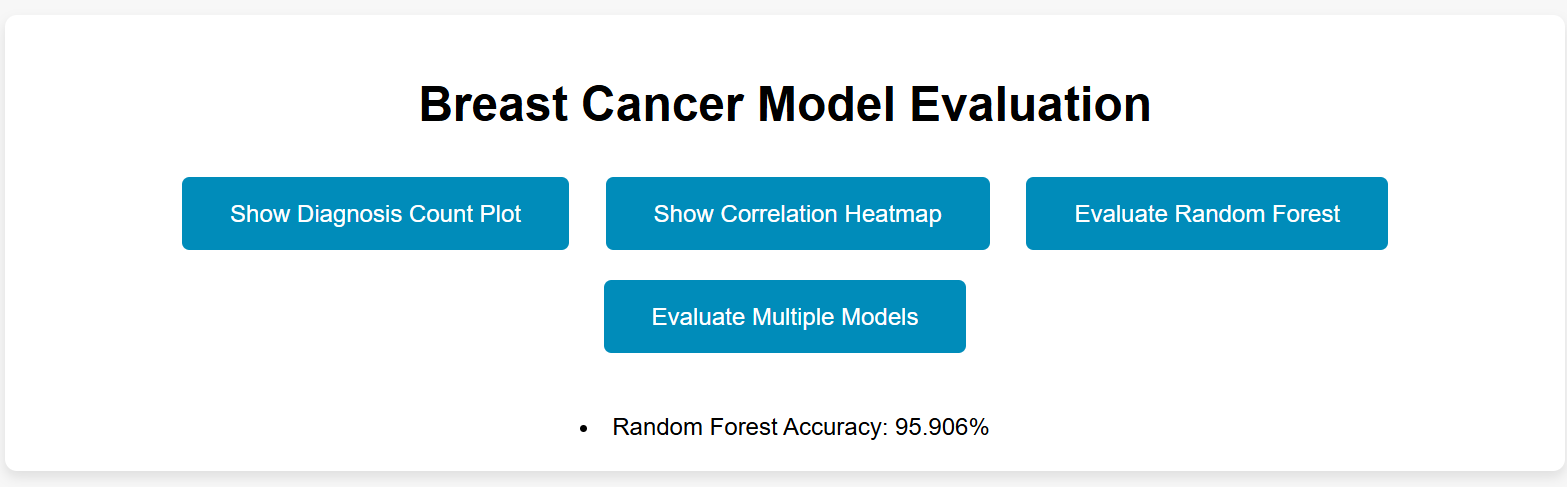 Breast Cancer Model Evaluation
Show Diagnosis Count Plot
Show Correlation Heatmap
Evaluate Random Forest
Evaluate Multiple Models
• Random Forest Accuracy: 95.906%